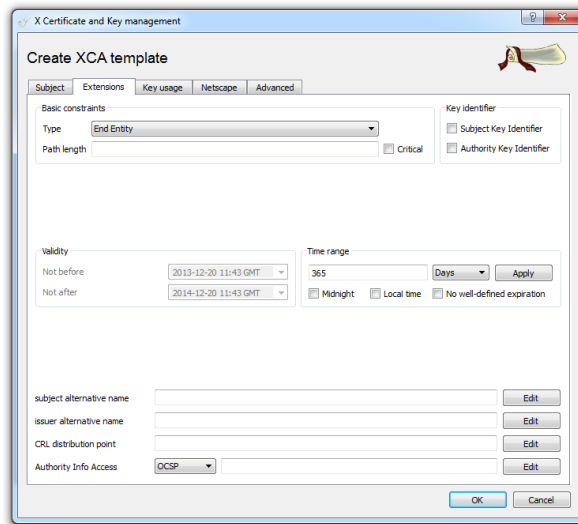 X Certificate and Key management
Create XCA template
Subject Extensions Key usage Netscape Advanced
Basic constraints
Type End Entity
Path length Critical
Key identifier
Subject Key Identifier
Authority Key Identifier
Validity
Not before 2013-12-20 11:43 GMT
Not after 2014-12-20 11:43 GMT
Time range
365 Days Apply
Midnight Local time No well-defined expiration
subject alternative name Edit
issuer alternative name Edit
CRL distribution point Edit
Authority Info Access OCSP Edit
OK Cancel